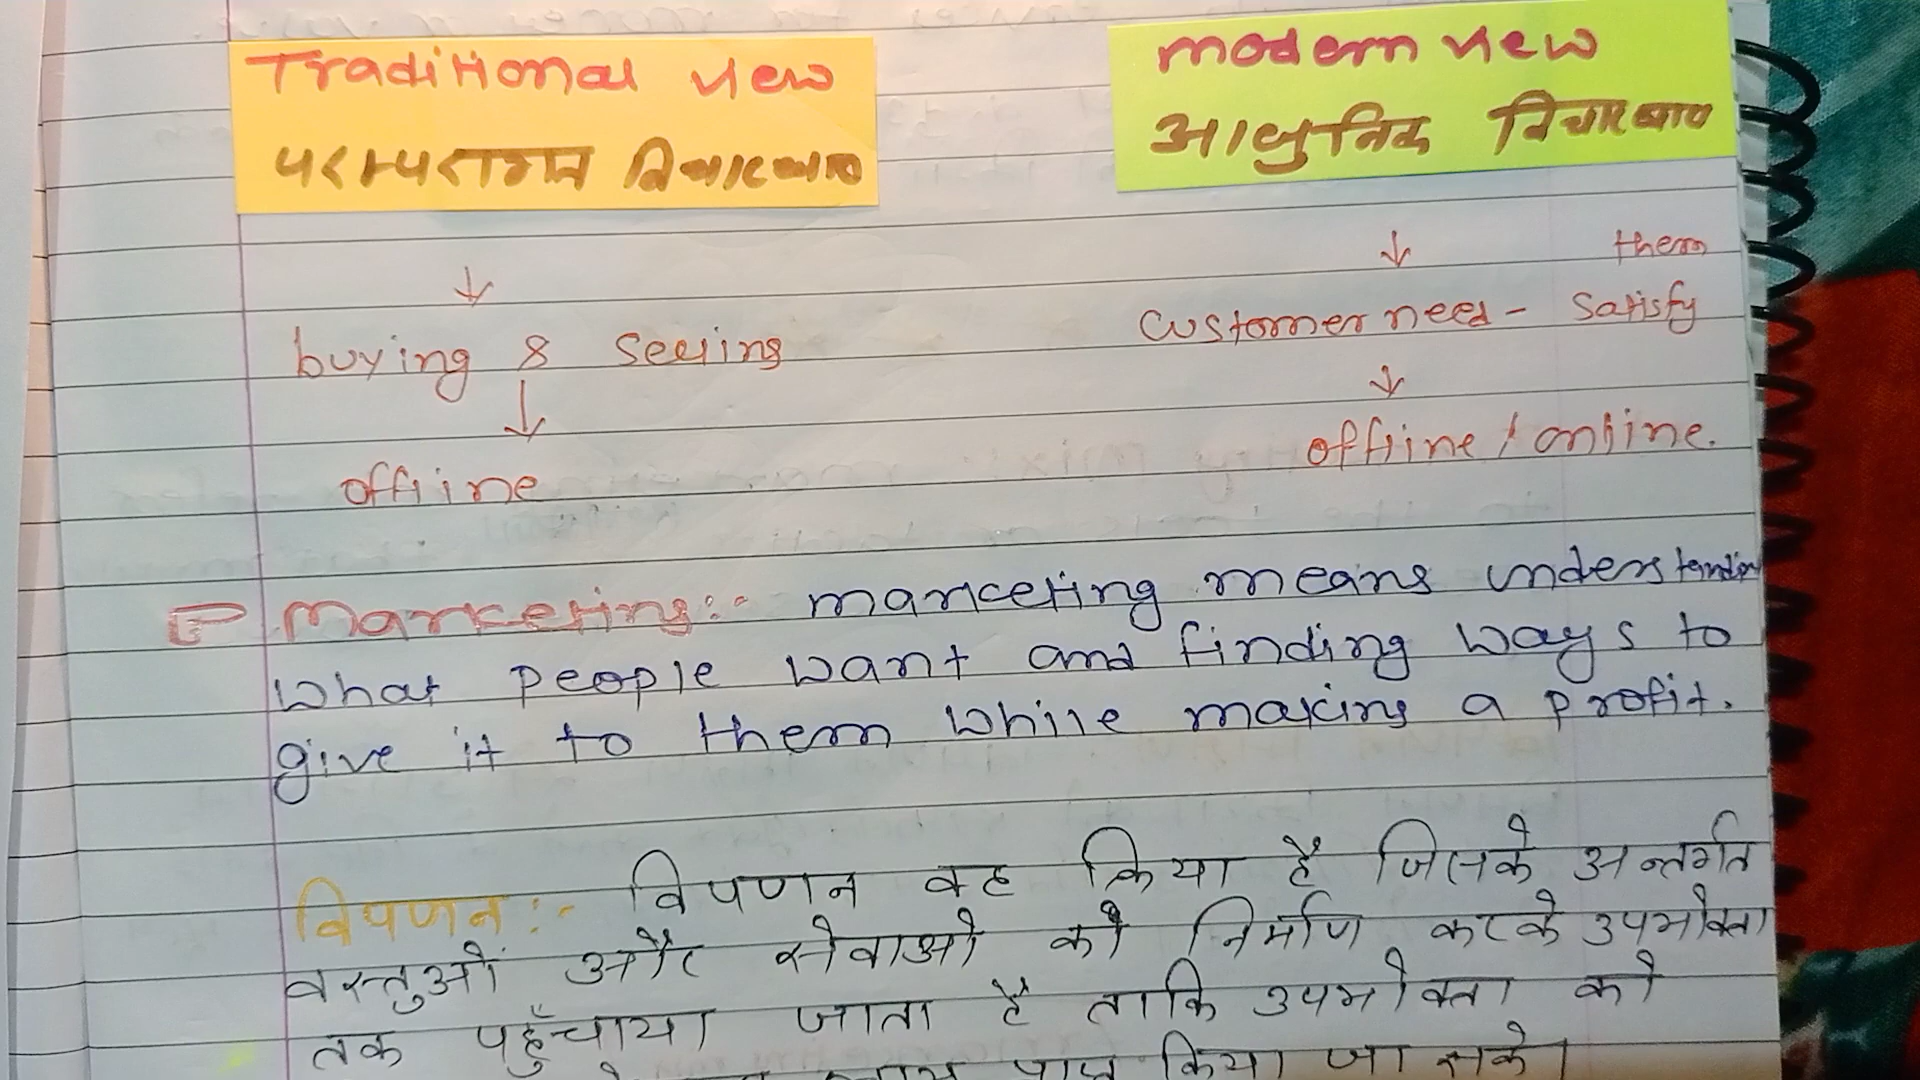 Traditional view
परम्परागत विचारधारा
modern view
आधुनिक विचारधारा
buying & selling
offline
them
Customer need - Satisfy
offline / online.
Marketing:- marketing means understanding
what people want and finding ways to
give it to them while making a profit.
विपणन:- विपणन वह क्रिया है जिसके अन्तर्गत
वस्तुओं और सेवाओ को निर्माण करके उपभोक्ता
तक पहुँचाया जाता है ताकि उपभोक्ता को
किया जा सके।